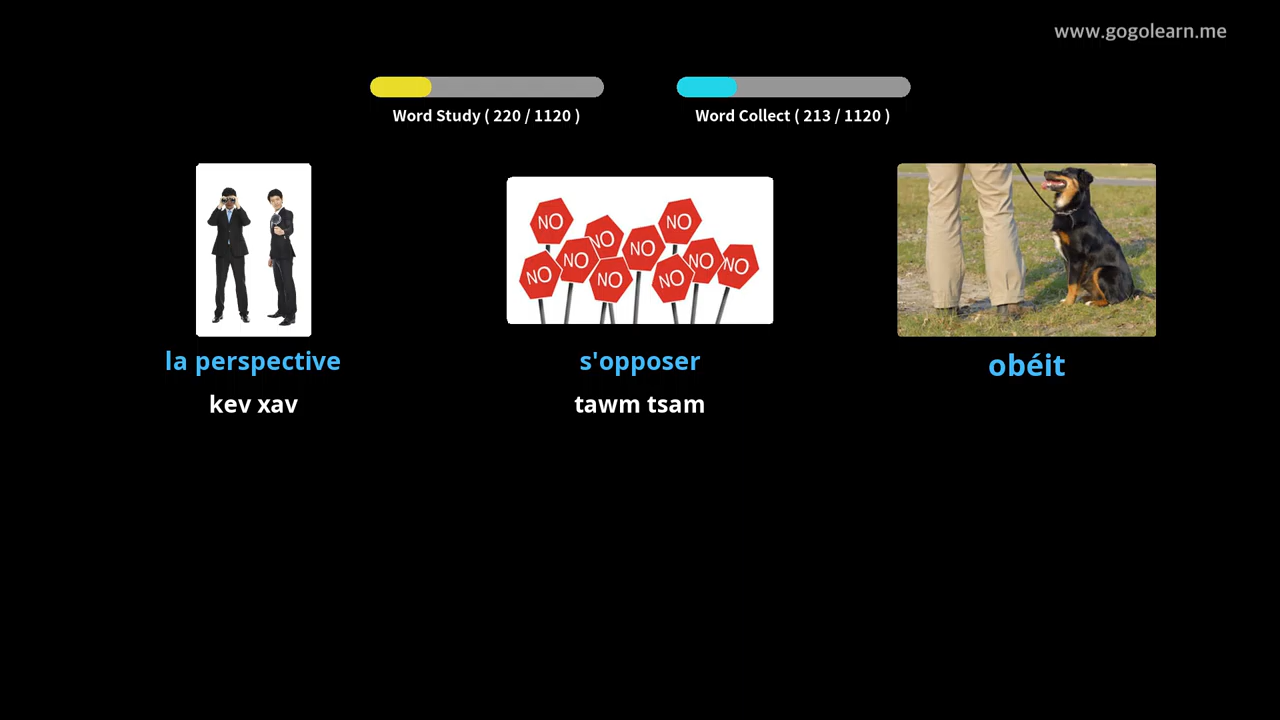 www.gogolearn.me
Word Study ( 220 / 1120 )
Word Collect ( 213 / 1120 )
NO
NO
NO
NO
NO
NO
NO
NO
NO
NO
la perspective
s'opposer
obéit
kev xav
tawm tsam